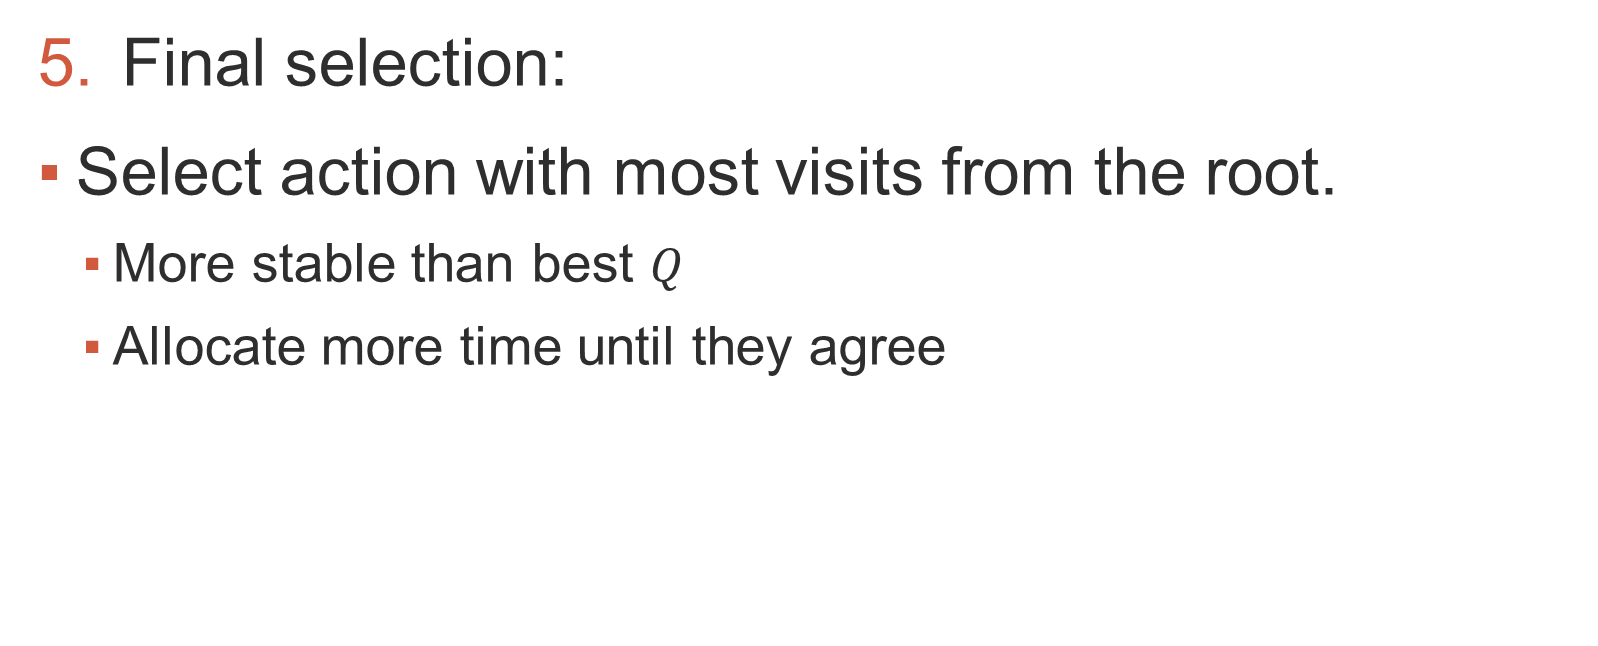 5. Final selection:
▪ Select action with most visits from the root.
▪ More stable than best 𝑄
▪ Allocate more time until they agree